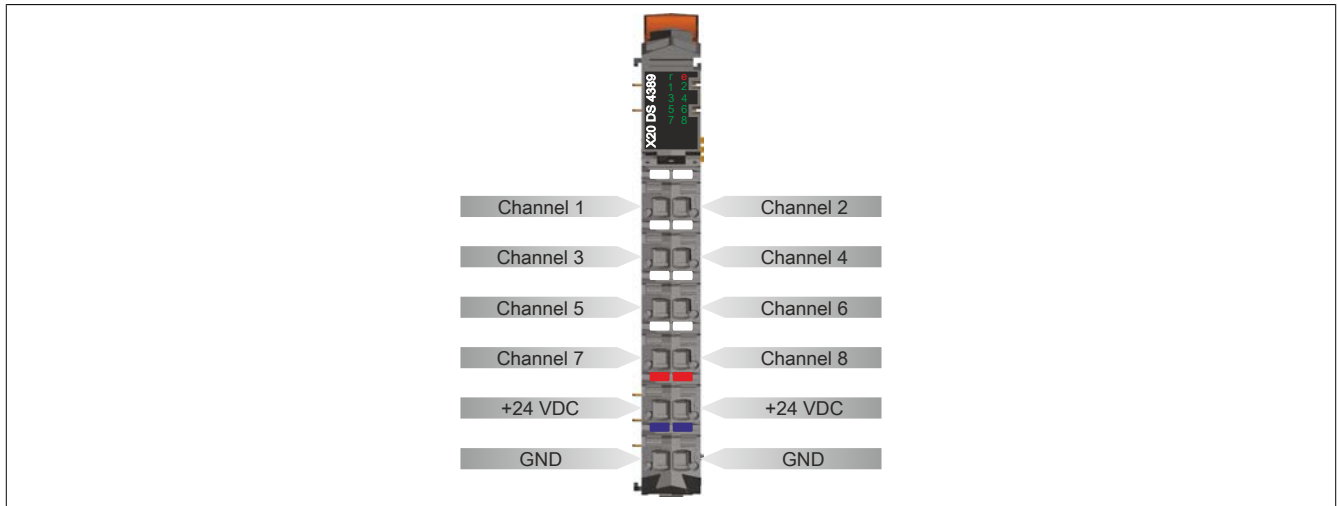 X20 DS 4389
r e
1 2
3 4
5 6
7 8
Channel 1 Channel 2
Channel 3 Channel 4
Channel 5 Channel 6
Channel 7 Channel 8
+24 VDC +24 VDC
GND GND